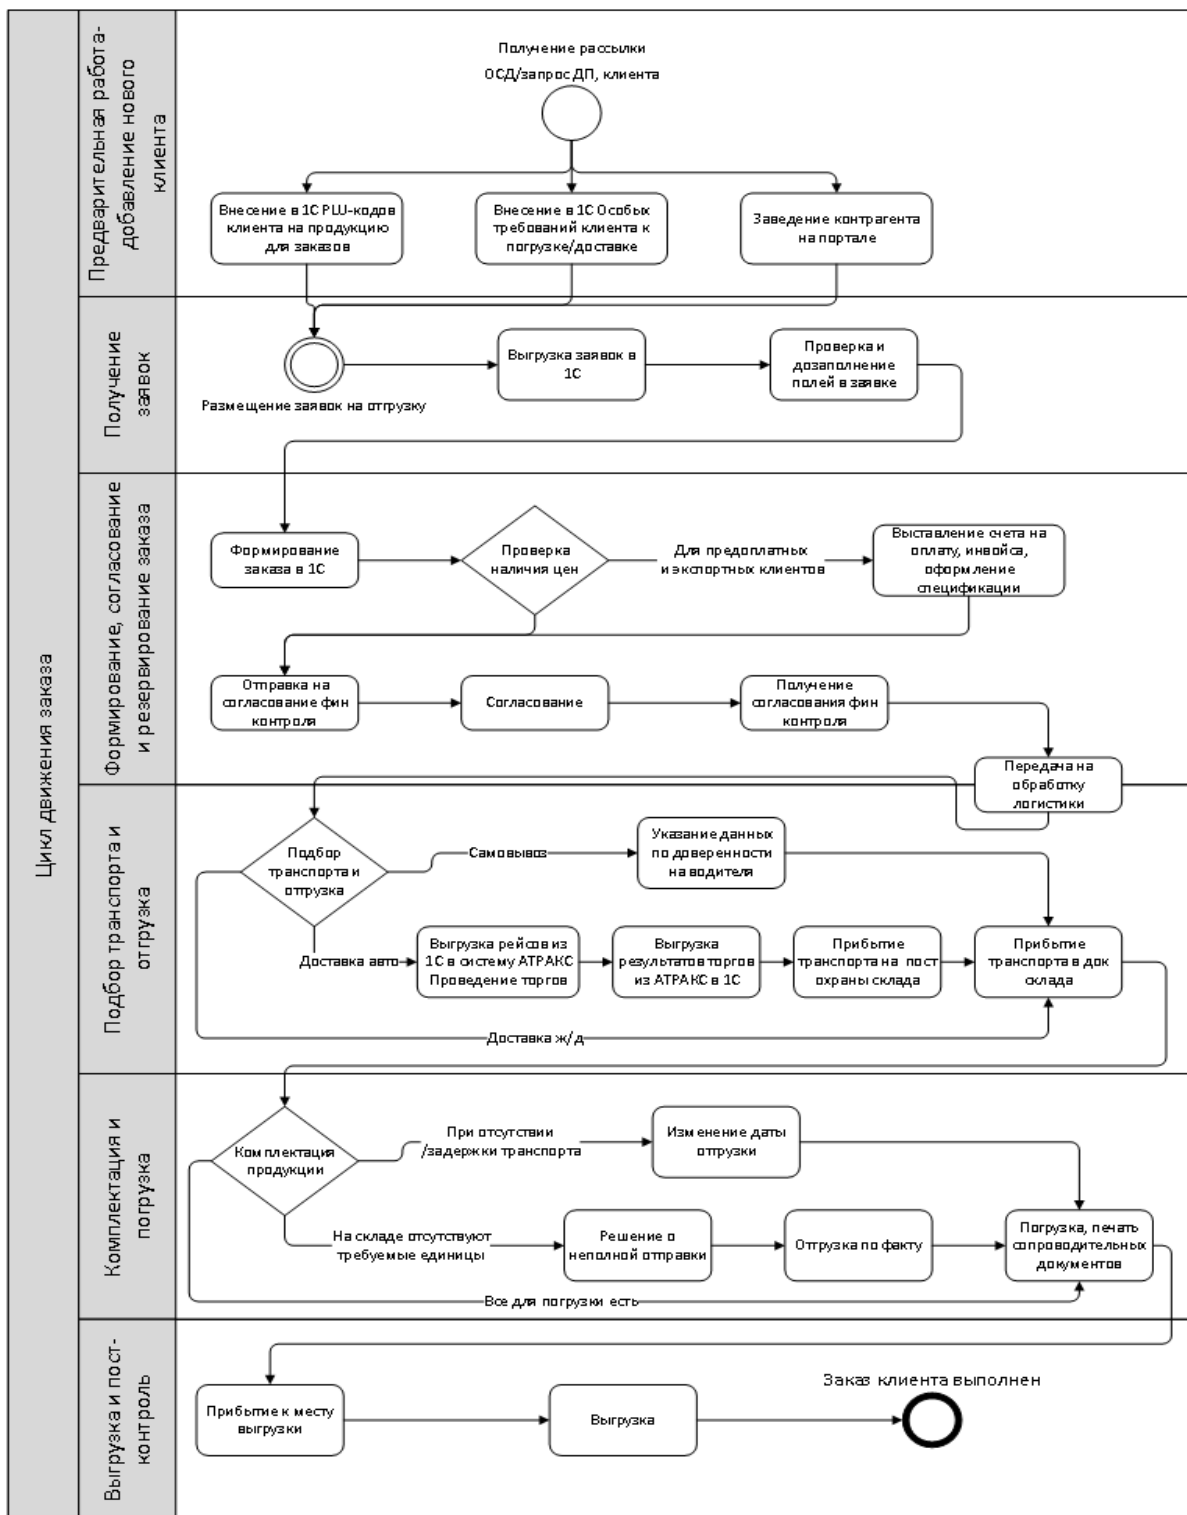 Цикл движения заказа
Предварительная работа-
добавление нового
клиента
Получение рассылки
ОСД/запрос ДП, клиента
Внесение в 1С PLU-кодов
клиента на продукцию
для заказов
Внесение в 1С Особых
требований клиента к
погрузке/доставке
Заведение контрагента
на портале
Получение
заявок
Размещение заявок на отгрузку
Выгрузка заявок в
1С
Проверка и
дозаполнение
полей в заявке
Формирование, согласование
и резервирование заказа
Формирование
заказа в 1С
Проверка
наличия цен
Для предоплатных
и экспортных клиентов
Выставление счета на
оплату, инвойса,
оформление
спецификации
Отправка на
согласование фин
контроля
Согласование
Получение
согласования фин
контроля
Передача на
обработку
логистики
Подбор транспорта и
отгрузка
Подбор
транспорта и
отгрузка
Самовывоз
Указание данных
по доверенности
на водителя
Доставка авто
Выгрузка рейсов из
1С в систему АТРАКС
Проведение торгов
Выгрузка
результатов торгов
из АТРАКС в 1С
Прибытие
транспорта на пост
охраны склада
Прибытие
транспорта в док
склада
Доставка ж/д
Комплектация и
погрузка
Комплектация
продукции
При отсутствии
/задержки транспорта
Изменение даты
отгрузки
На складе отсутствуют
требуемые единицы
Решение о
неполной отправки
Отгрузка по факту
Погрузка, печать
сопроводительных
документов
Все для погрузки есть
Выгрузка и пост-
контроль
Прибытие к месту
выгрузки
Выгрузка
Заказ клиента выполнен